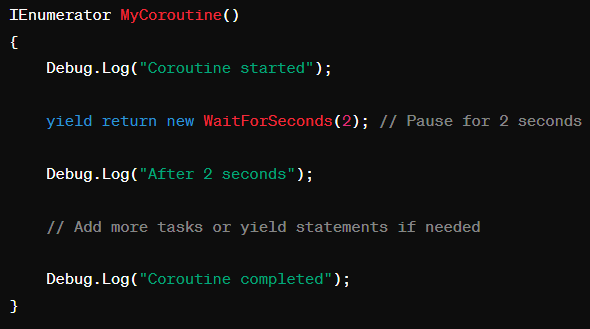 IEnumerator MyCoroutine()
{
    Debug.Log("Coroutine started");
    yield return new WaitForSeconds(2); // Pause for 2 seconds
    Debug.Log("After 2 seconds");
    // Add more tasks or yield statements if needed
    Debug.Log("Coroutine completed");
}